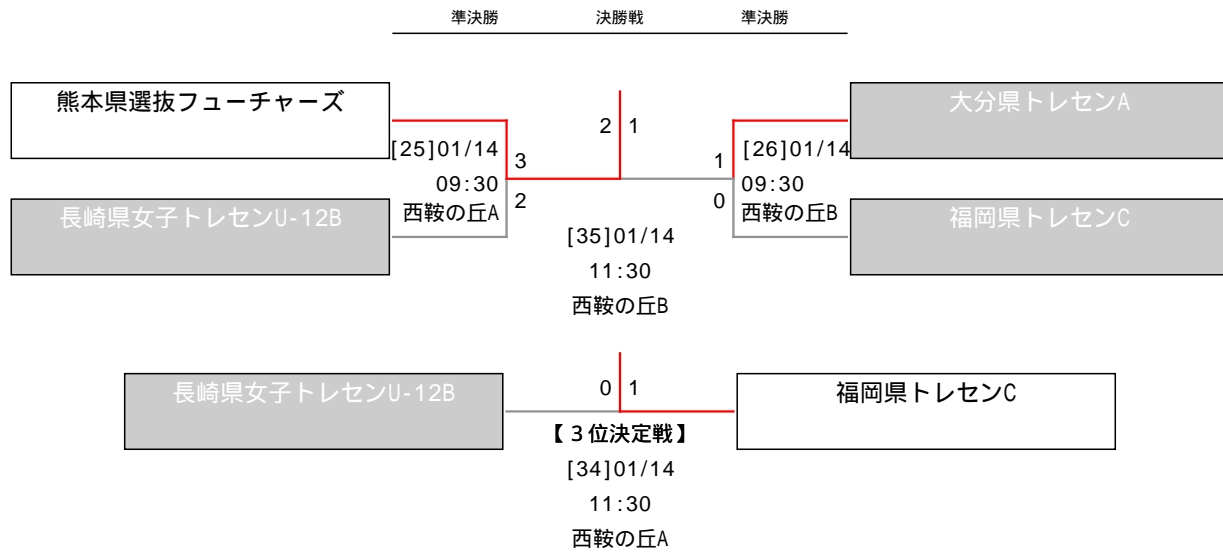 準決勝 決勝戦 準決勝
熊本県選抜フューチャーズ
大分県トレセンA
2 1
[25]01/14
09:30
西鞍の丘A
3
2
1
0
[26]01/14
09:30
西鞍の丘B
長崎県女子トレセンU-12B
福岡県トレセンC
[35]01/14
11:30
西鞍の丘B
長崎県女子トレセンU-12B
0 1
福岡県トレセンC
【３位決定戦】
[34]01/14
11:30
西鞍の丘A